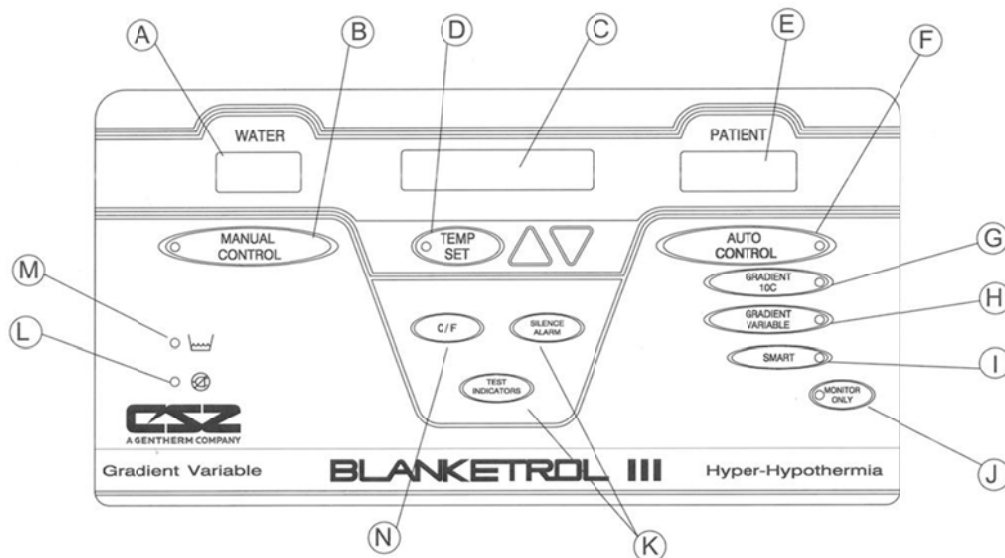 A
B
D
C
E
F
WATER
PATIENT
MANUAL
CONTROL
TEMP
SET
AUTO
CONTROL
G
GRADIENT
10C
M
H
GRADIENT
VARIABLE
C/F
SILENCE
ALARM
L
I
SMART
TEST
INDICATORS
MONITOR
ONLY
CSZ
A GENTHERM COMPANY
Gradient Variable
BLANKETROL III
Hyper-Hypothermia
J
N
K